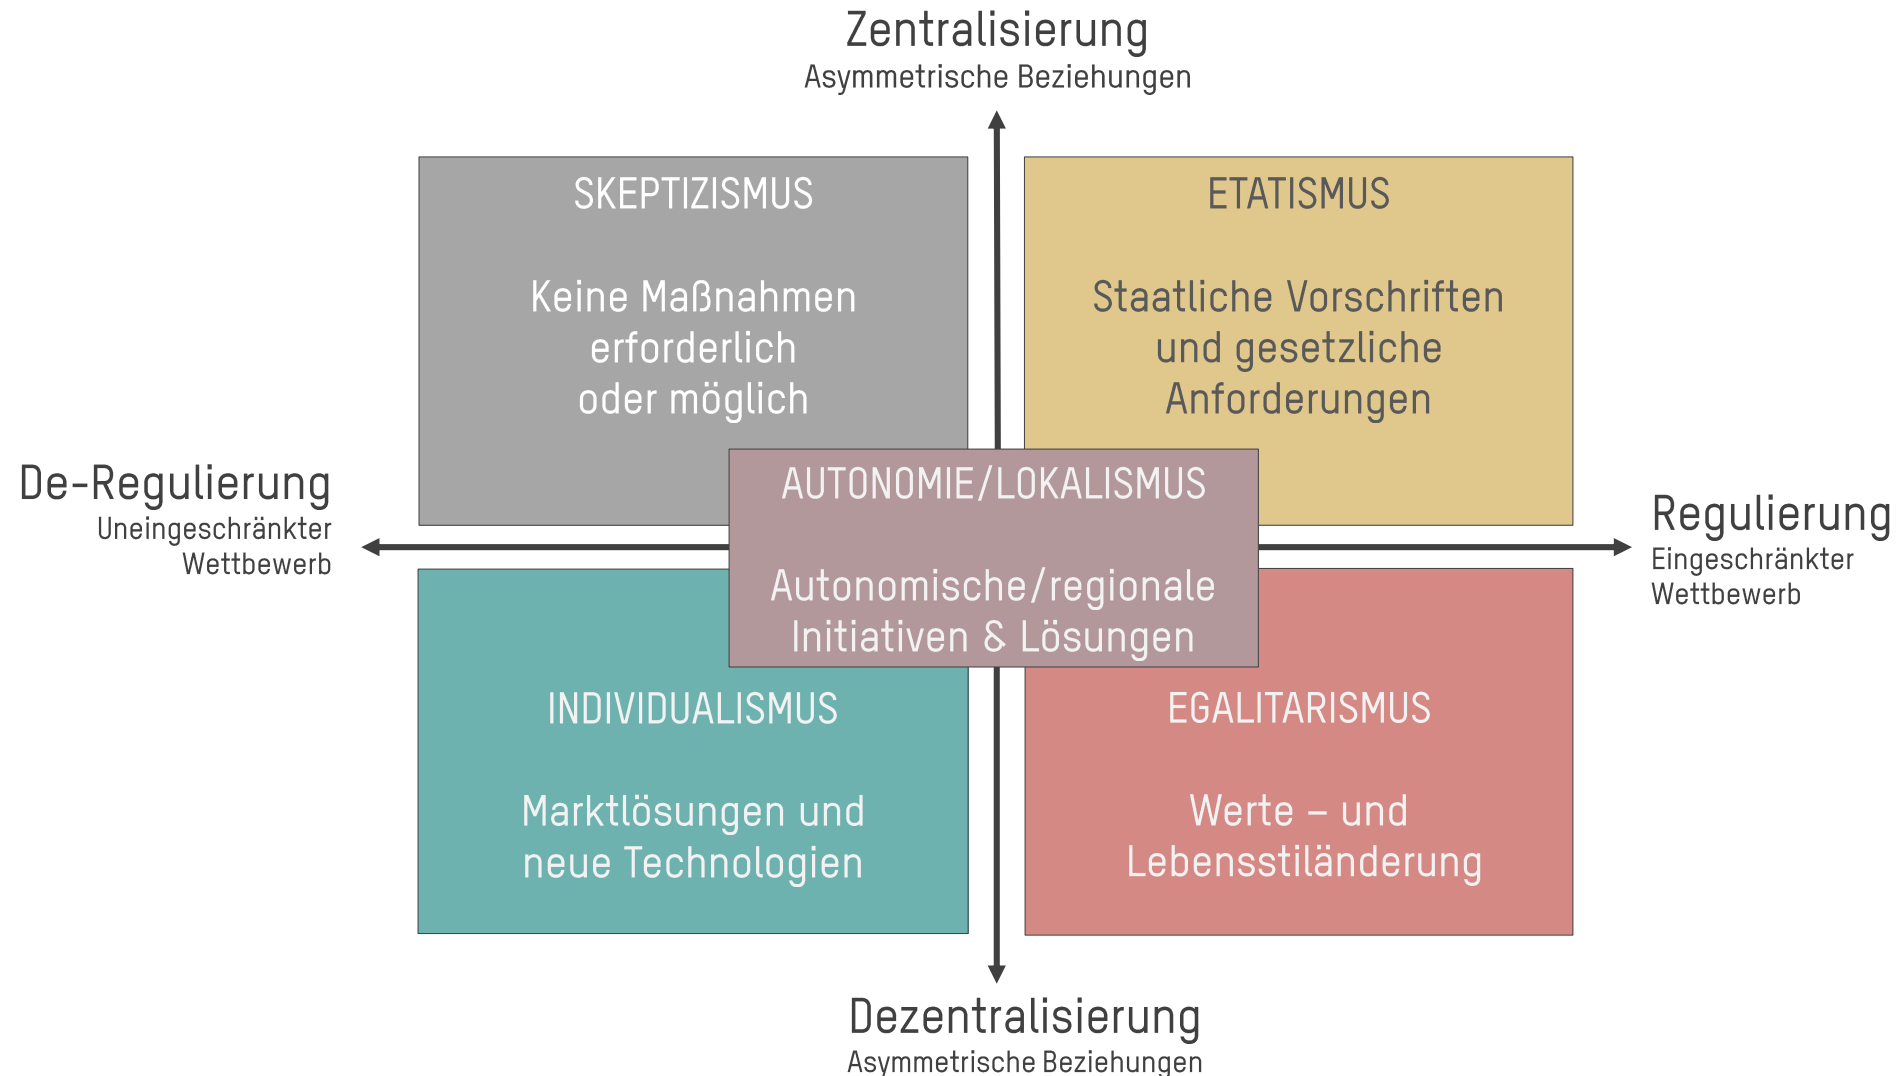 Zentralisierung
Asymmetrische Beziehungen
SKEPTIZISMUS
Keine Maßnahmen
erforderlich
oder möglich
ETATISMUS
Staatliche Vorschriften
und gesetzliche
Anforderungen
De-Regulierung
Uneingeschränkter
Wettbewerb
AUTONOMIE/LOKALISMUS
Autonomische/regionale
Initiativen & Lösungen
Regulierung
Eingeschränkter
Wettbewerb
INDIVIDUALISMUS
Marktlösungen und
neue Technologien
EGALITARISMUS
Werte – und
Lebensstiländerung
Dezentralisierung
Asymmetrische Beziehungen